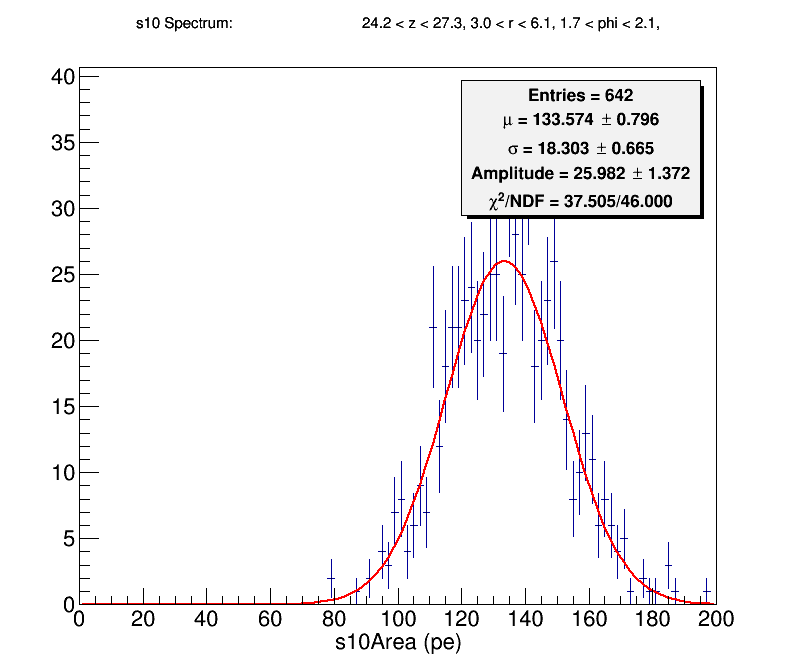 s10 Spectrum: 24.2 < z < 27.3, 3.0 < r < 6.1, 1.7 < phi < 2.1,
Entries = 642
μ = 133.574 ± 0.796
σ = 18.303 ± 0.665
Amplitude = 25.982 ± 1.372
χ²/NDF = 37.505/46.000
40
35
30
25
20
15
10
5
0
0 20 40 60 80 100 120 140 160 180 200
s10Area (pe)